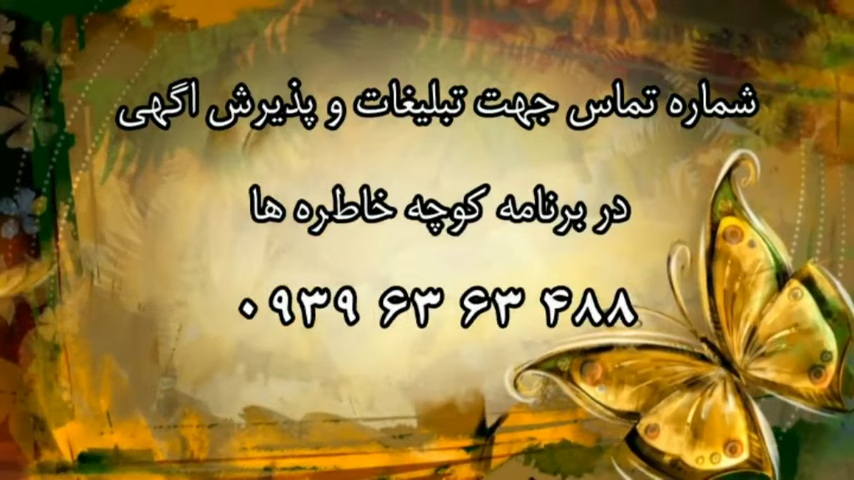 شماره تماس جهت تبلیغات و پذیرش اگهی
در برنامه کوچه خاطره ها
۰۹۳۹ ۶۳ ۶۳ ۴۸۸